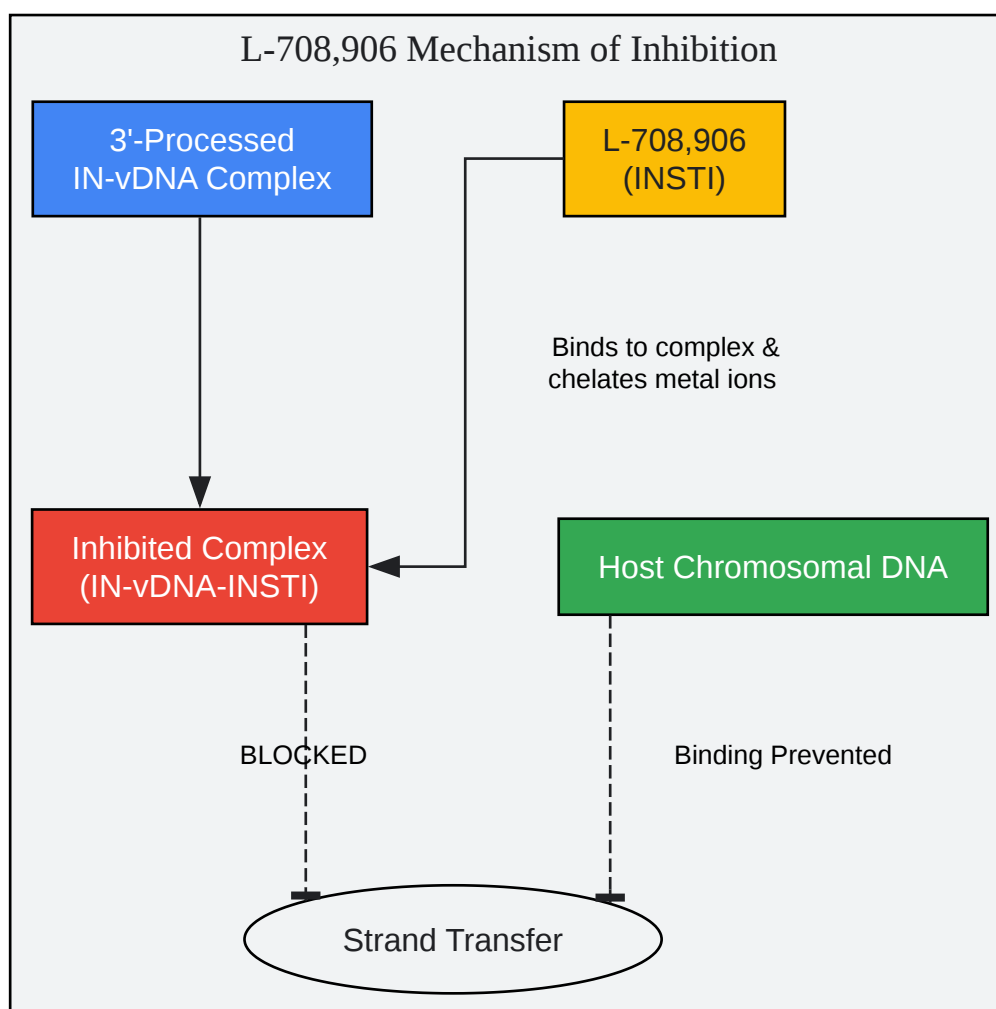 L-708,906 Mechanism of Inhibition
3'-Processed
IN-vDNA Complex
L-708,906
(INSTI)
Binds to complex &
chelates metal ions
Inhibited Complex
(IN-vDNA-INSTI)
Host Chromosomal DNA
BLOCKED
Binding Prevented
Strand Transfer